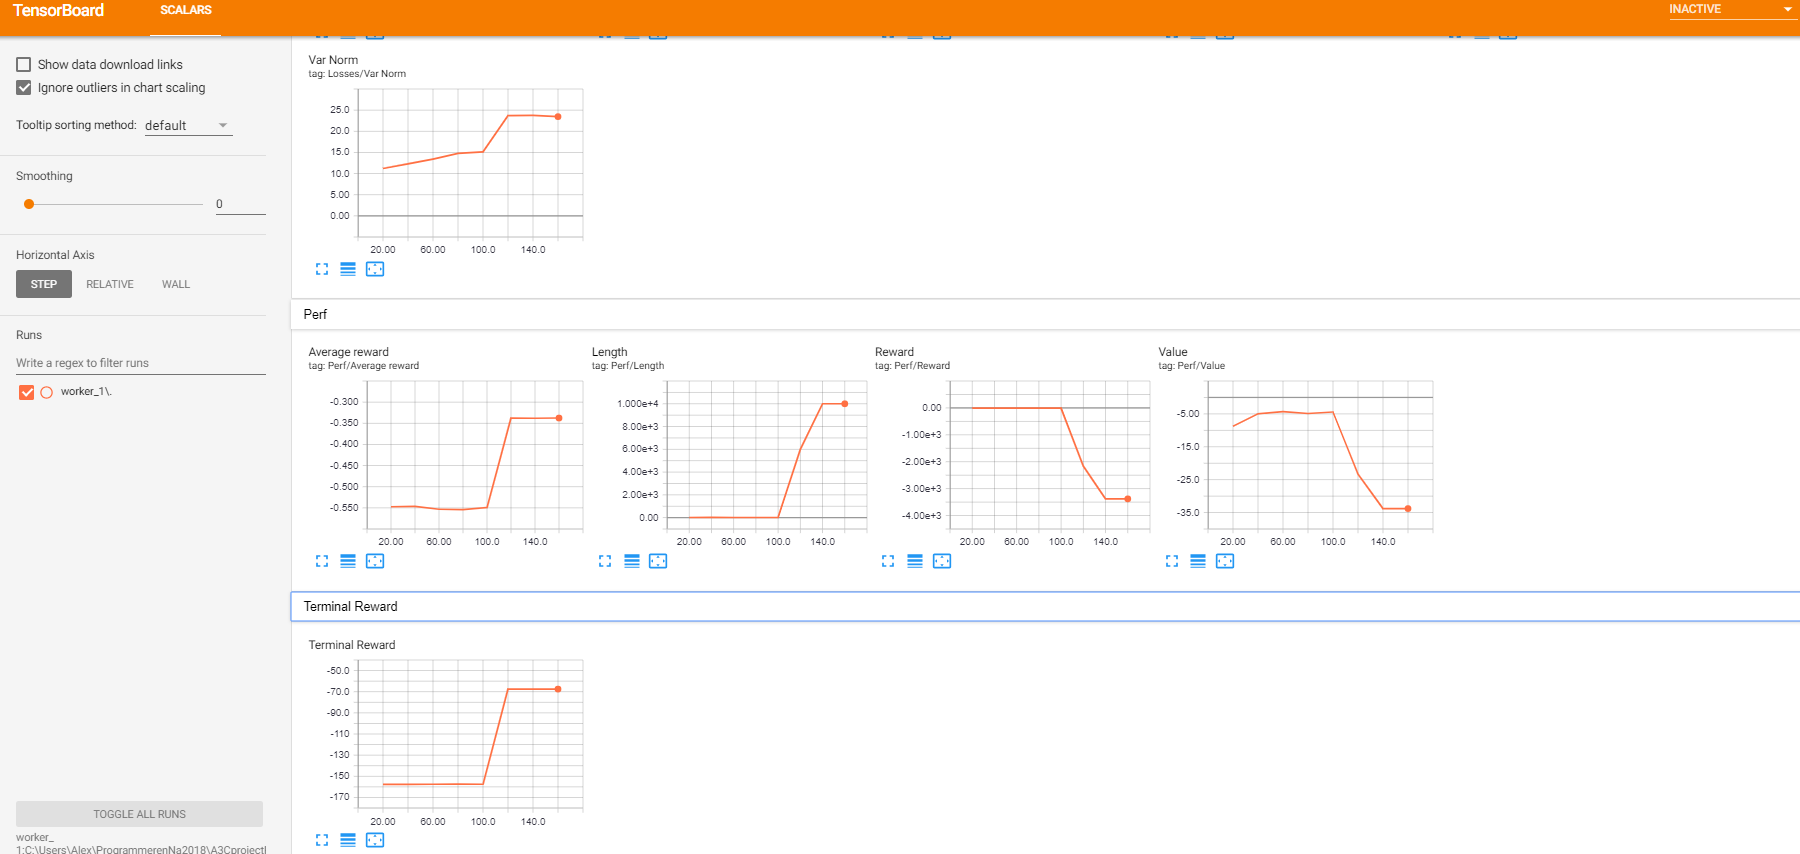 TensorBoard
SCALARS
INACTIVE
Show data download links
Ignore outliers in chart scaling
Tooltip sorting method: default
Smoothing
0
Horizontal Axis
STEP RELATIVE WALL
Runs
Write a regex to filter runs
worker_1\.
TOGGLE ALL RUNS
worker_
1:C:\Users\Alex\ProgrammerenNa2018\A3Cproject
Var Norm
tag: Losses/Var Norm
25.0
20.0
15.0
10.0
5.00
0.00
20.00 60.00 100.0 140.0
Perf
Average reward
tag: Perf/Average reward
-0.300
-0.350
-0.400
-0.450
-0.500
-0.550
20.00 60.00 100.0 140.0
Length
tag: Perf/Length
1.000e+4
8.00e+3
6.00e+3
4.00e+3
2.00e+3
0.00
20.00 60.00 100.0 140.0
Reward
tag: Perf/Reward
0.00
-1.00e+3
-2.00e+3
-3.00e+3
-4.00e+3
20.00 60.00 100.0 140.0
Value
tag: Perf/Value
-5.00
-15.0
-25.0
-35.0
20.00 60.00 100.0 140.0
Terminal Reward
Terminal Reward
-50.0
-70.0
-90.0
-110
-130
-150
-170
20.00 60.00 100.0 140.0